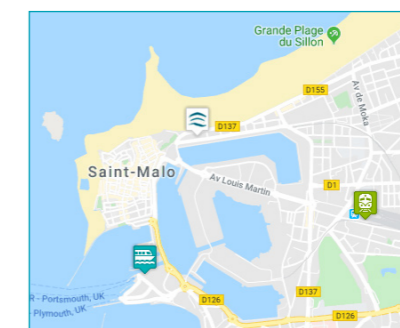 Grande Plage
du Sillon
D155
Av de Moka
D137
Saint-Malo
Av Louis Martin
D1
R - Portsmouth, UK
- Plymouth, UK
D126
D137
D126